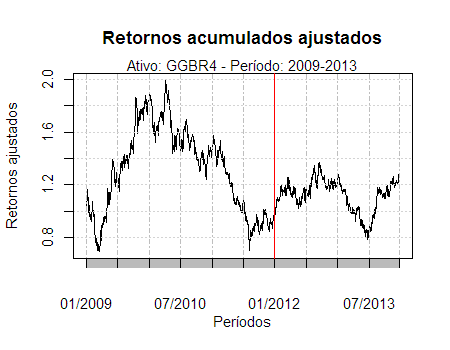 Retornos acumulados ajustados
Ativo: GGBR4 - Período: 2009-2013
Retornos ajustados
2.0
1.6
1.2
0.8
01/2009 07/2010 01/2012 07/2013
Períodos